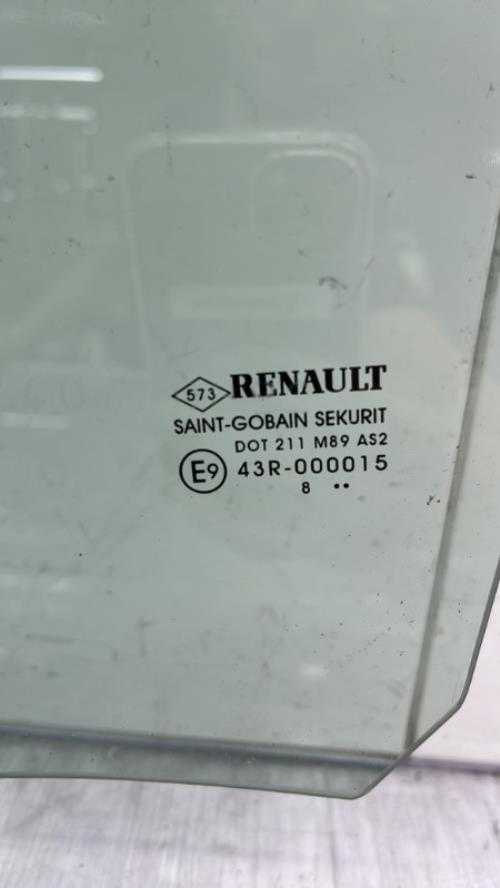 573 RENAULT
SAINT-GOBAIN SEKURIT
DOT 211 M89 AS2
E9 43R-000015
8 ••